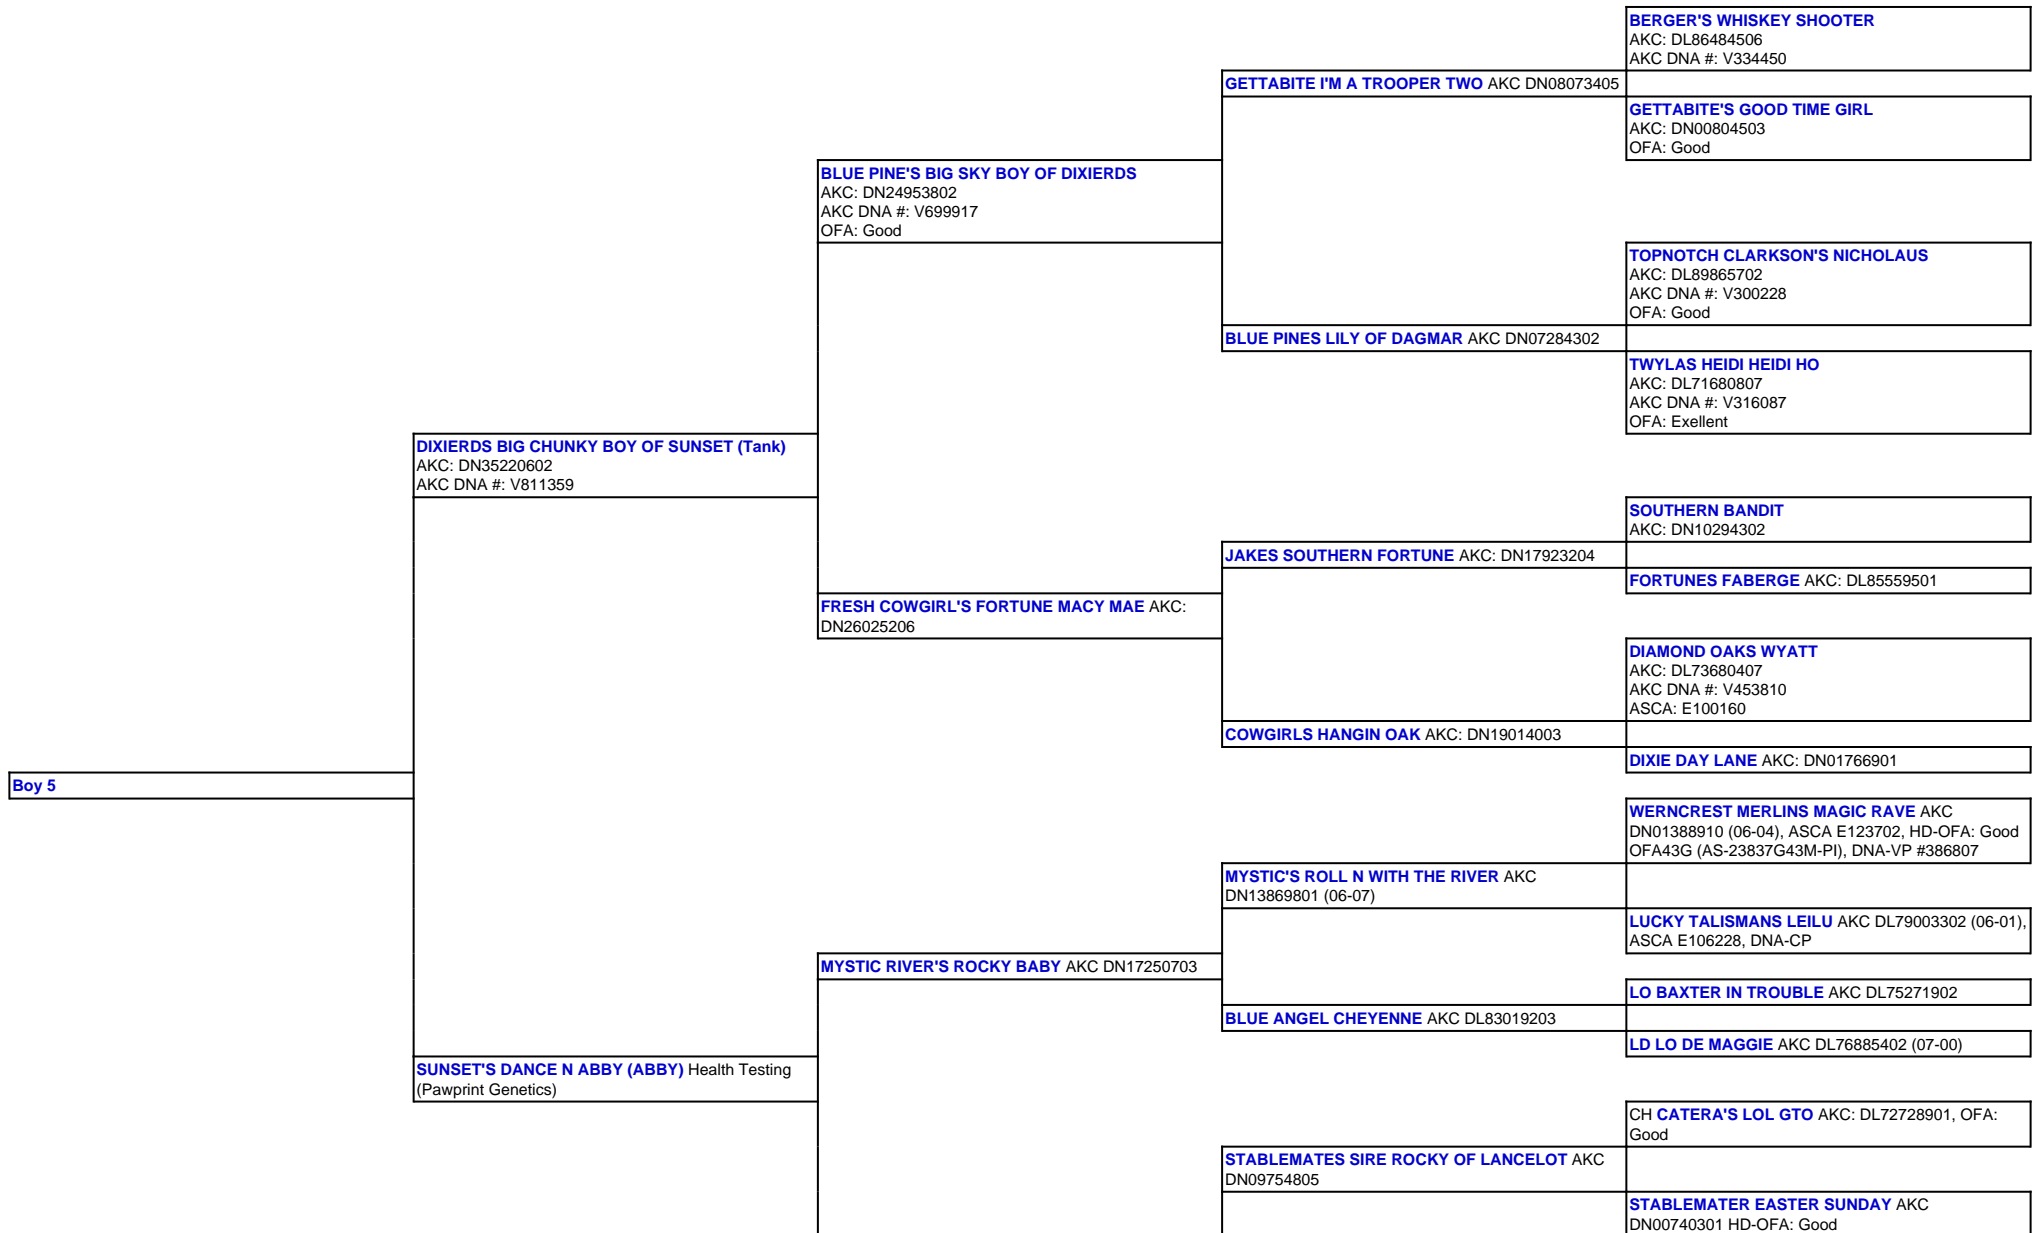 BERGER'S WHISKEY SHOOTER
AKC: DL86484506
AKC DNA #: V334450
GETTABITE I'M A TROOPER TWO AKC DN08073405
GETTABITE'S GOOD TIME GIRL
AKC: DN00804503
OFA: Good
BLUE PINE'S BIG SKY BOY OF DIXIERDS
AKC: DN24953802
AKC DNA #: V699917
OFA: Good
TOPNOTCH CLARKSON'S NICHOLAUS
AKC: DL89865702
AKC DNA #: V300228
OFA: Good
BLUE PINES LILY OF DAGMAR AKC DN07284302
TWYLAS HEIDI HEIDI HO
AKC: DL71680807
AKC DNA #: V316087
OFA: Exellent
DIXIERDS BIG CHUNKY BOY OF SUNSET (Tank)
AKC: DN35220602
AKC DNA #: V811359
SOUTHERN BANDIT
AKC: DN10294302
JAKES SOUTHERN FORTUNE AKC: DN17923204
FORTUNES FABERGE AKC: DL85559501
FRESH COWGIRL'S FORTUNE MACY MAE AKC:
DN26025206
DIAMOND OAKS WYATT
AKC: DL73680407
AKC DNA #: V453810
ASCA: E100160
COWGIRLS HANGIN OAK AKC: DN19014003
DIXIE DAY LANE AKC: DN01766901
Boy 5
WERNCREST MERLINS MAGIC RAVE AKC
DN01388910 (06-04), ASCA E123702, HD-OFA: Good
OFA43G (AS-23837G43M-PI), DNA-VP #386807
MYSTIC'S ROLL N WITH THE RIVER AKC
DN13869801 (06-07)
LUCKY TALISMANS LEILU AKC DL79003302 (06-01),
ASCA E106228, DNA-CP
MYSTIC RIVER'S ROCKY BABY AKC DN17250703
LO BAXTER IN TROUBLE AKC DL75271902
BLUE ANGEL CHEYENNE AKC DL83019203
LD LO DE MAGGIE AKC DL76885402 (07-00)
SUNSET'S DANCE N ABBY (ABBY) Health Testing
(Pawprint Genetics)
CH CATERA'S LOL GTO AKC: DL72728901, OFA:
Good
STABLEMATES SIRE ROCKY OF LANCELOT AKC
DN09754805
STABLEMATER EASTER SUNDAY AKC
DN00740301 HD-OFA: Good